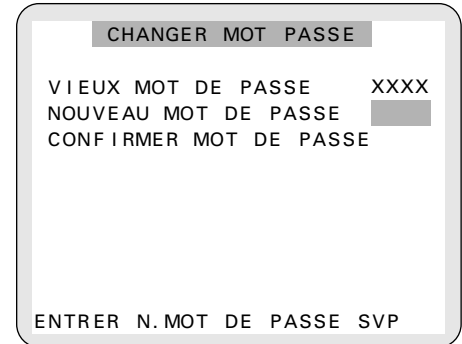 CHANGER MOT PASSE
VIEUX MOT DE PASSE XXXX
NOUVEAU MOT DE PASSE
CONFIRMER MOT DE PASSE
ENTRER N.MOT DE PASSE SVP